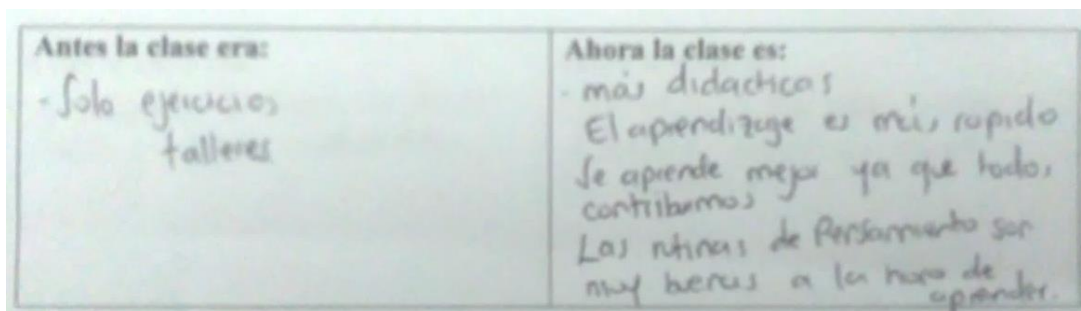 Antes la clase era:
- Solo ejercicios
talleres
Ahora la clase es:
- más didacticas
El aprendizage es más rapido
Se aprende mejor ya que todos
contribumos
Las rutinas de Pensamiento son
muy buenas a la hora de
aprender.